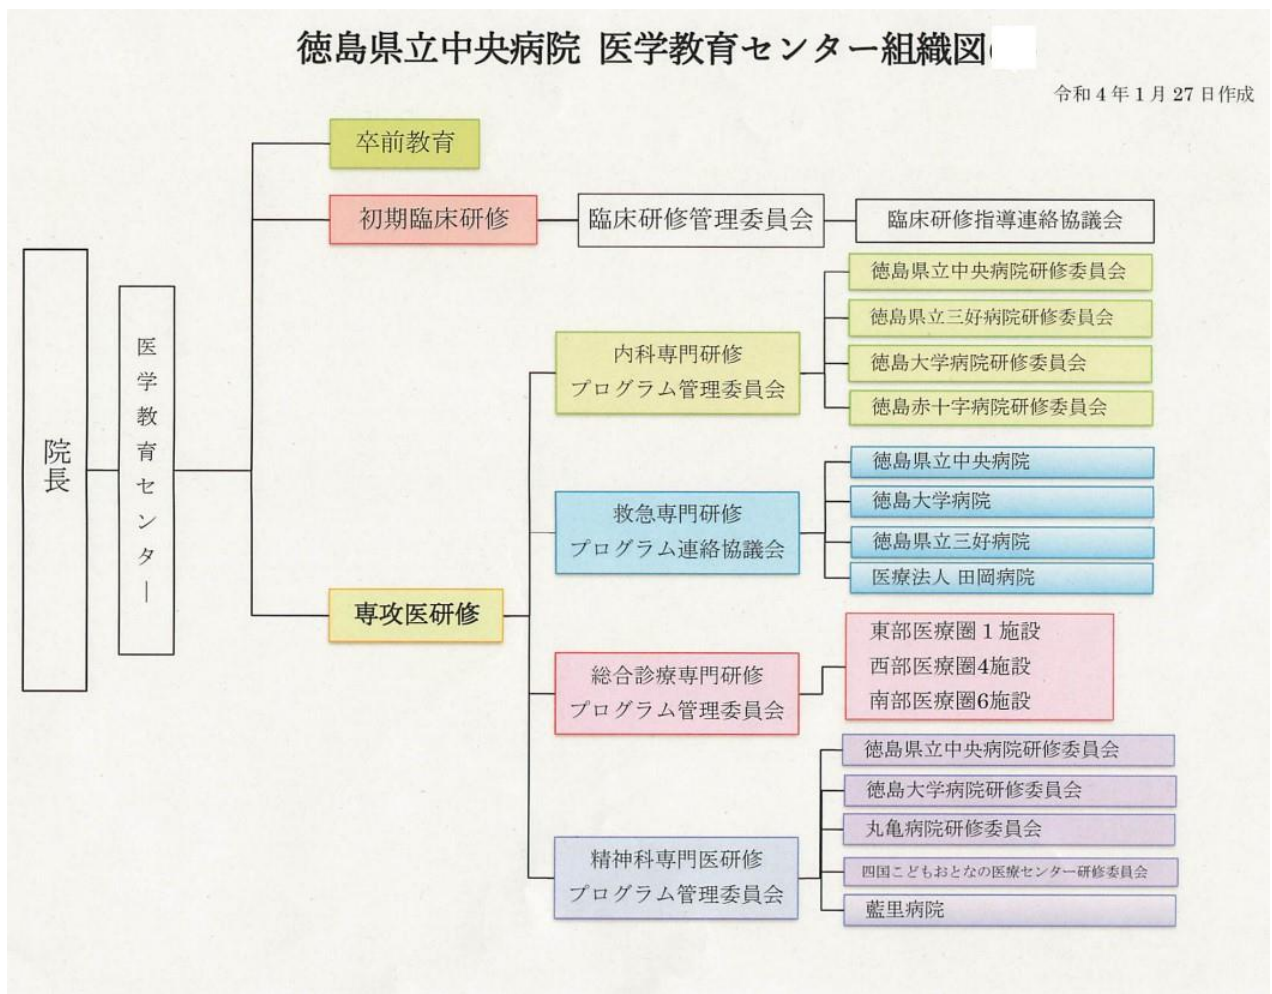 徳島県立中央病院 医学教育センター組織図
令和4年1月27日作成
院長
医学教育センター
卒前教育
初期臨床研修
臨床研修管理委員会
臨床研修指導連絡協議会
専攻医研修
内科専門研修
プログラム管理委員会
徳島県立中央病院研修委員会
徳島県立三好病院研修委員会
徳島大学病院研修委員会
徳島赤十字病院研修委員会
救急専門研修
プログラム連絡協議会
徳島県立中央病院
徳島大学病院
徳島県立三好病院
医療法人 田岡病院
総合診療専門研修
プログラム管理委員会
東部医療圏1施設
西部医療圏4施設
南部医療圏6施設
精神科専門医研修
プログラム管理委員会
徳島県立中央病院研修委員会
徳島大学病院研修委員会
丸亀病院研修委員会
四国こどもおとなの医療センター研修委員会
藍里病院